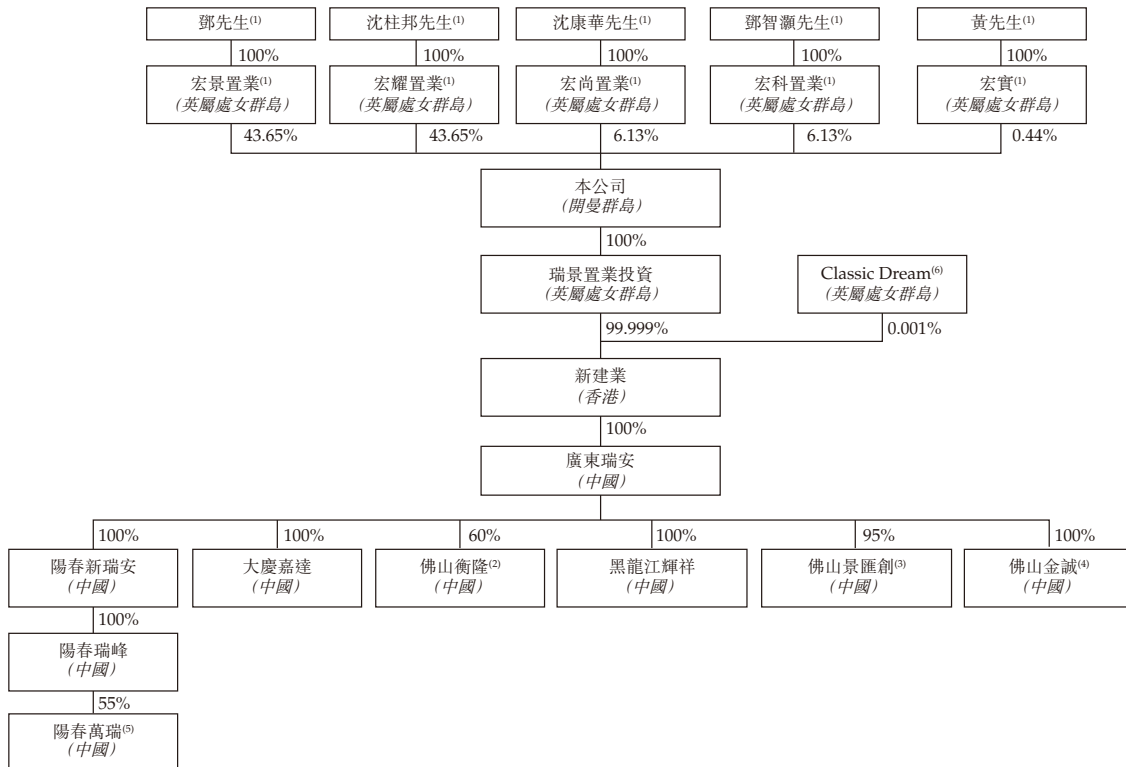 鄧先生(1)
沈柱邦先生(1)
沈康華先生(1)
鄧智灝先生(1)
黃先生(1)
100%
100%
100%
100%
100%
宏景置業(1)
(英屬處女群島)
宏耀置業(1)
(英屬處女群島)
宏尚置業(1)
(英屬處女群島)
宏科置業(1)
(英屬處女群島)
宏實(1)
(英屬處女群島)
43.65%
43.65%
6.13%
6.13%
0.44%
本公司
(開曼群島)
100%
瑞景置業投資
(英屬處女群島)
Classic Dream(6)
(英屬處女群島)
99.999%
0.001%
新建業
(香港)
100%
廣東瑞安
(中國)
100%
100%
60%
100%
95%
100%
陽春新瑞安
(中國)
大慶嘉達
(中國)
佛山衡隆(2)
(中國)
黑龍江輝祥
(中國)
佛山景匯創(3)
(中國)
佛山金誠(4)
(中國)
100%
陽春瑞峰
(中國)
55%
陽春萬瑞(5)
(中國)